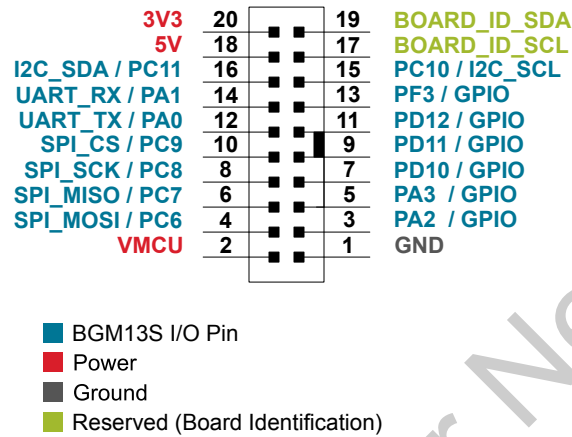 3V3 20 19 BOARD_ID_SDA
5V 18 17 BOARD_ID_SCL
I2C_SDA / PC11 16 15 PC10 / I2C_SCL
UART_RX / PA1 14 13 PF3 / GPIO
UART_TX / PA0 12 11 PD12 / GPIO
SPI_CS / PC9 10 9 PD11 / GPIO
SPI_SCK / PC8 8 7 PD10 / GPIO
SPI_MISO / PC7 6 5 PA3 / GPIO
SPI_MOSI / PC6 4 3 PA2 / GPIO
VMCU 2 1 GND
BGM13S I/O Pin
Power
Ground
Reserved (Board Identification)